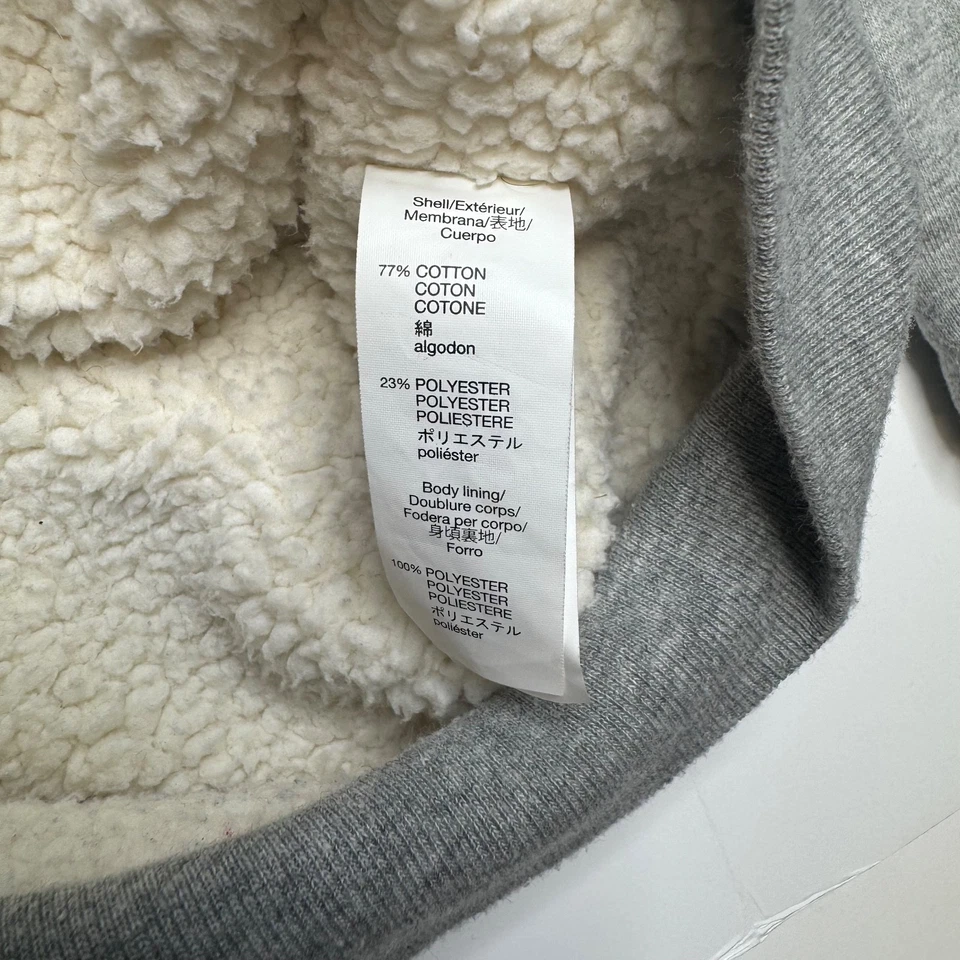 Shell/Extérieur/
Membrana/表地/
Cuerpo
77% COTTON
COTON
COTONE
綿
algodon
23% POLYESTER
POLYESTER
POLIESTERE
ポリエステル
poliéster
Body lining/
Doublure corps/
Fodera per corpo/
身頃裏地/
Forro
100% POLYESTER
POLYESTER
POLIESTERE
ポリエステル
poliéster